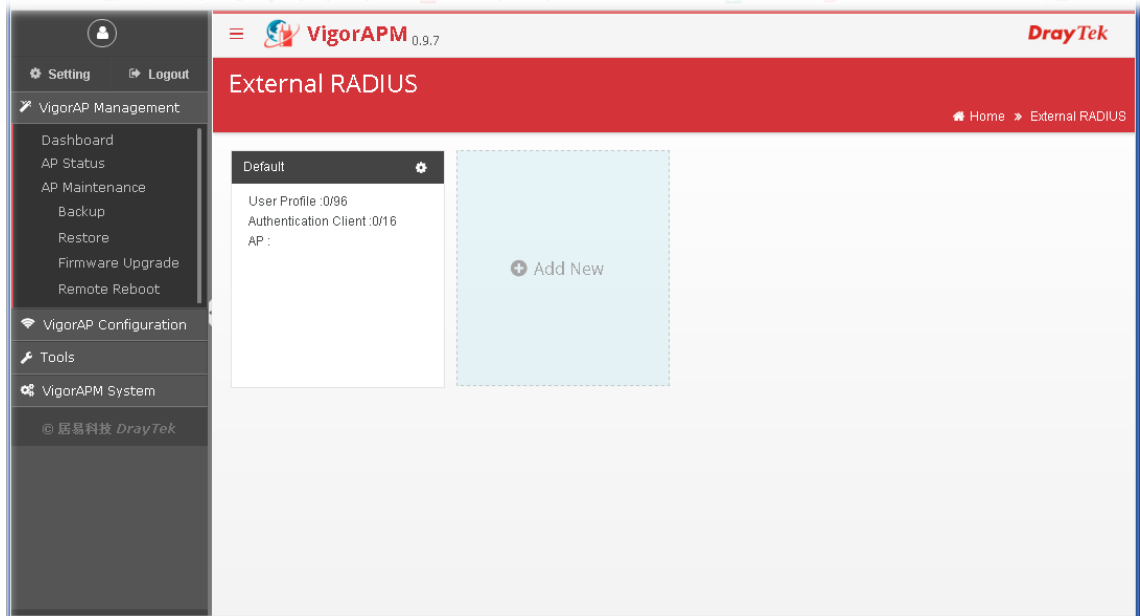 VigorAPM 0.9.7
DrayTek
Setting
Logout
VigorAP Management
Dashboard
AP Status
AP Maintenance
Backup
Restore
Firmware Upgrade
Remote Reboot
VigorAP Configuration
Tools
VigorAPM System
© 居易科技 DrayTek
External RADIUS
Home » External RADIUS
Default
User Profile :0/96
Authentication Client :0/16
AP :
Add New